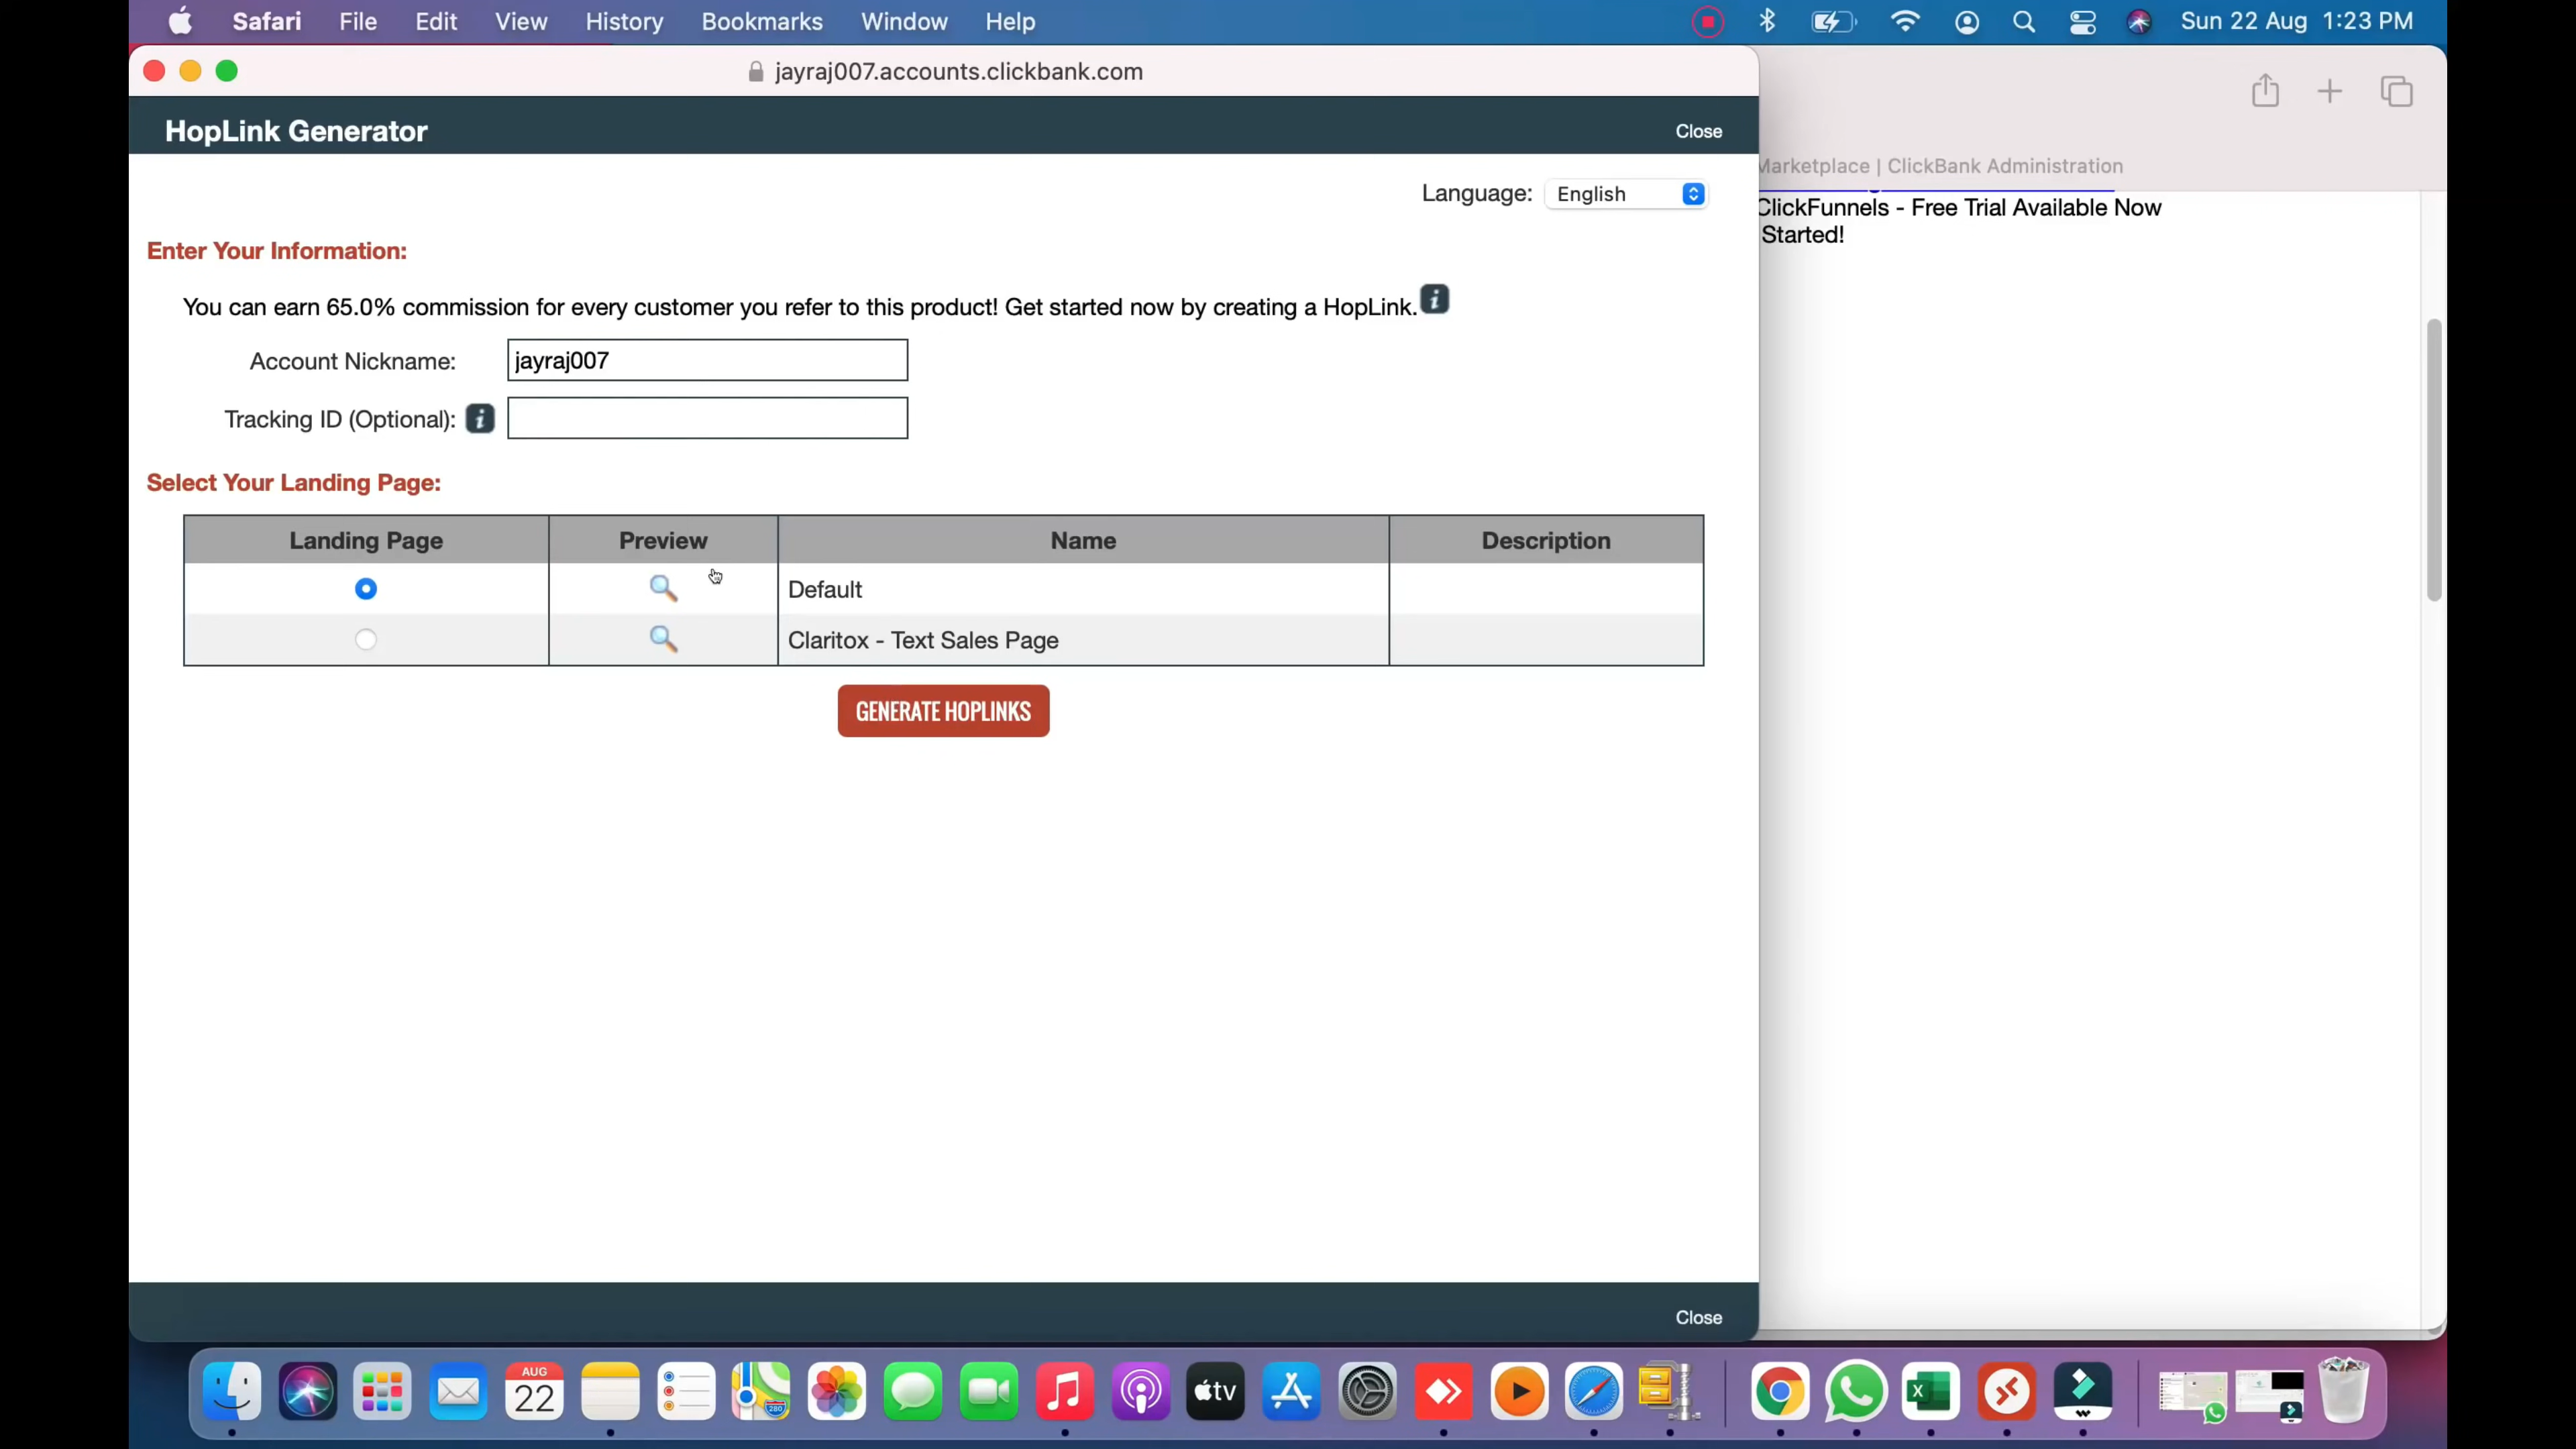 Safari File Edit View History Bookmarks Window Help Sun 22 Aug 1:23 PM
jayraj007.accounts.clickbank.com
HopLink Generator Close
Marketplace | ClickBank Administration
Language: English
ClickFunnels - Free Trial Available Now
Started!
Enter Your Information:
You can earn 65.0% commission for every customer you refer to this product! Get started now by creating a HopLink. i
Account Nickname: jayraj007
Tracking ID (Optional): i
Select Your Landing Page:
Landing Page Preview Name Description
Default
Claritox - Text Sales Page
GENERATE HOPLINKS
Close
AUG
22
280
tv
X